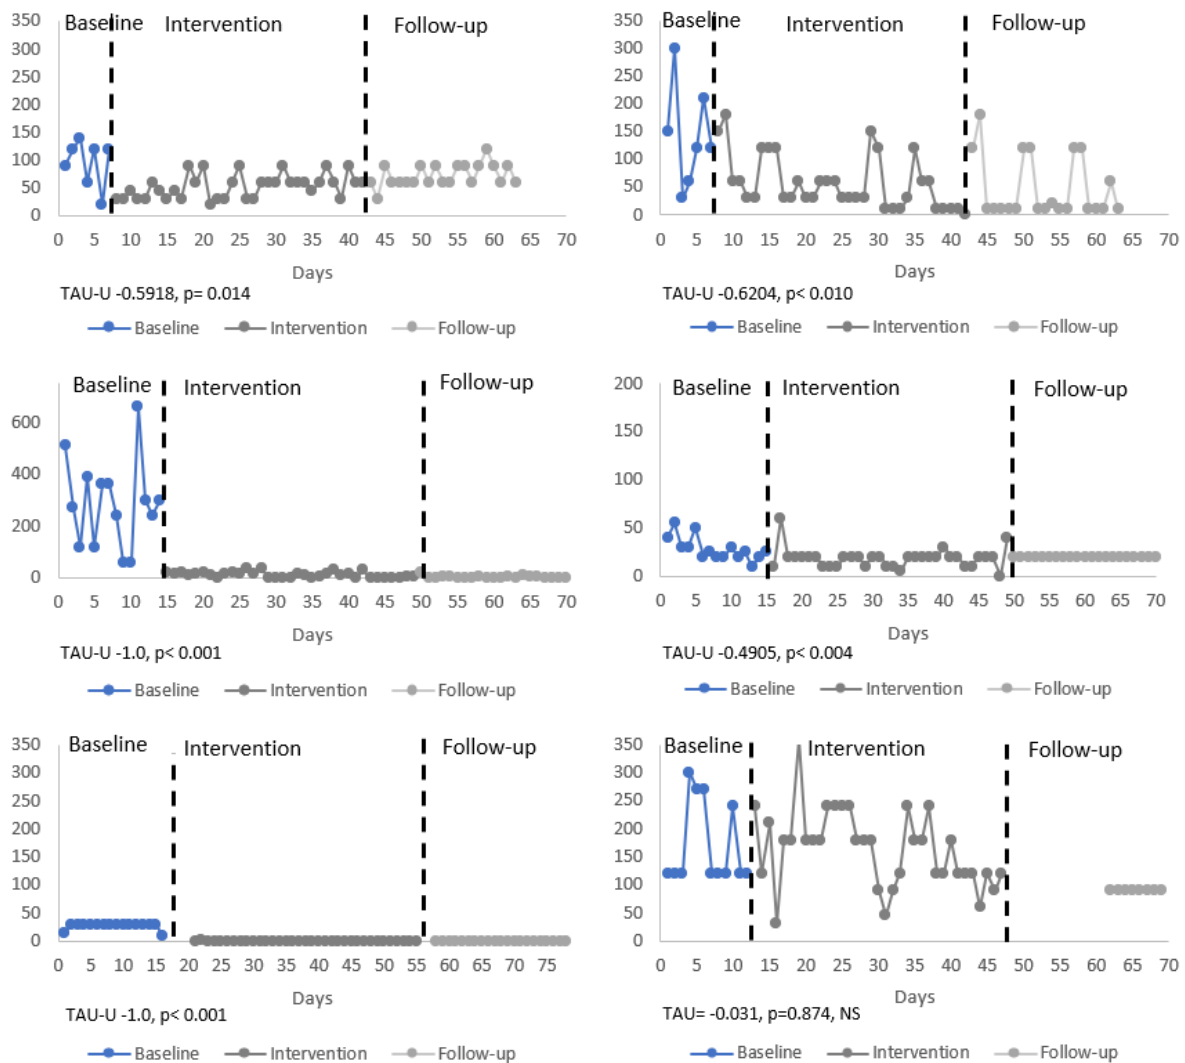 Baseline Intervention Follow-up
350
300
250
200
150
100
50
0
0 5 10 15 20 25 30 35 40 45 50 55 60 65 70
Days
TAU-U -0.5918, p= 0.014
Baseline Intervention Follow-up
Baseline Intervention Follow-up
350
300
250
200
150
100
50
0
0 5 10 15 20 25 30 35 40 45 50 55 60 65 70
Days
TAU-U -0.6204, p< 0.010
Baseline Intervention Follow-up
Baseline Intervention Follow-up
600
400
200
0
0 5 10 15 20 25 30 35 40 45 50 55 60 65 70
Days
TAU-U -1.0, p< 0.001
Baseline Intervention Follow-up
Baseline Intervention Follow-up
200
150
100
50
0
0 5 10 15 20 25 30 35 40 45 50 55 60 65 70
Days
TAU-U -0.4905, p< 0.004
Baseline Intervention Follow-up
Baseline Intervention Follow-up
350
300
250
200
150
100
50
0
0 5 10 15 20 25 30 35 40 45 50 55 60 65 70 75
Days
TAU-U -1.0, p< 0.001
Baseline Intervention Follow-up
Baseline Intervention Follow-up
350
300
250
200
150
100
50
0
0 5 10 15 20 25 30 35 40 45 50 55 60 65 70
Days
TAU= -0.031, p=0.874, NS
Baseline Intervention Follow-up